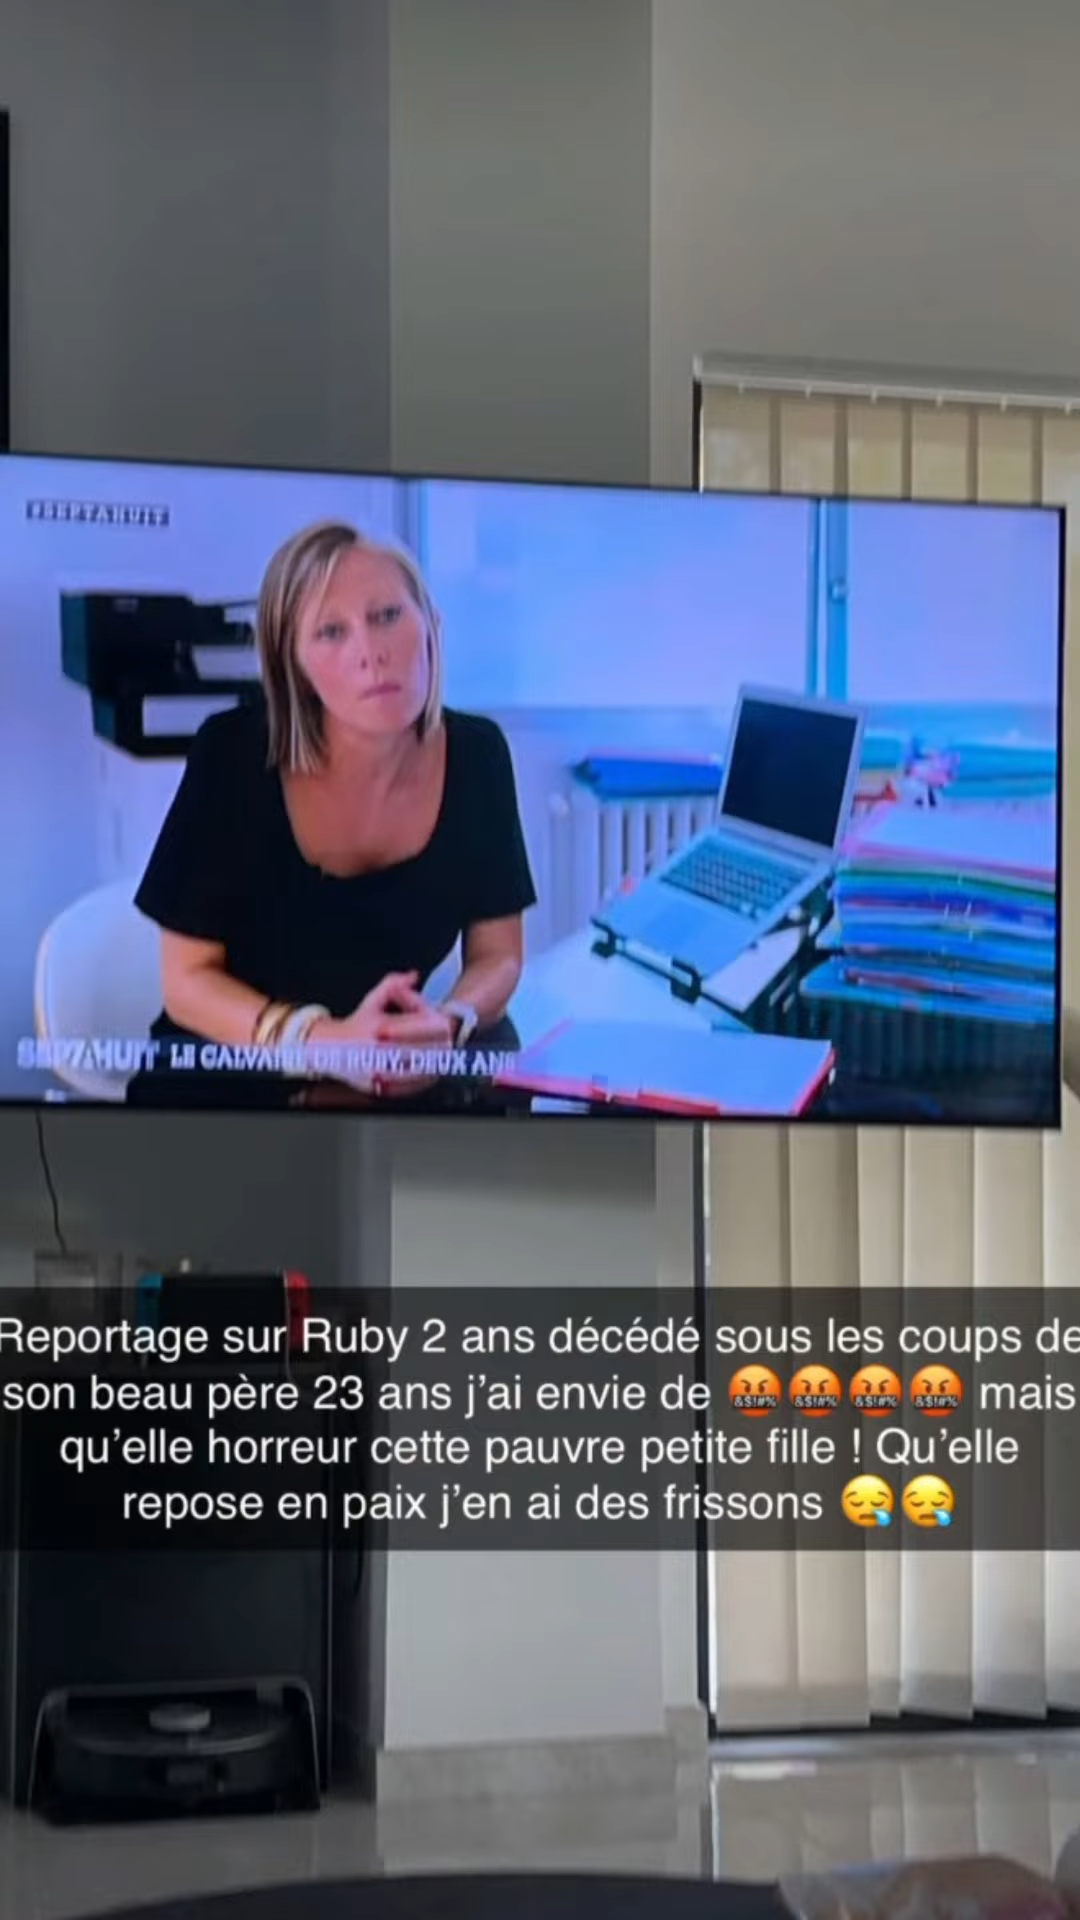 #SEPTAHUIT
SEPT À HUIT LE CALVAIRE DE RUBY, DEUX ANS
Reportage sur Ruby 2 ans décédé sous les coups de
son beau père 23 ans j’ai envie de 🤬🤬🤬🤬 mais
qu’elle horreur cette pauvre petite fille ! Qu’elle
repose en paix j’en ai des frissons 😪😪